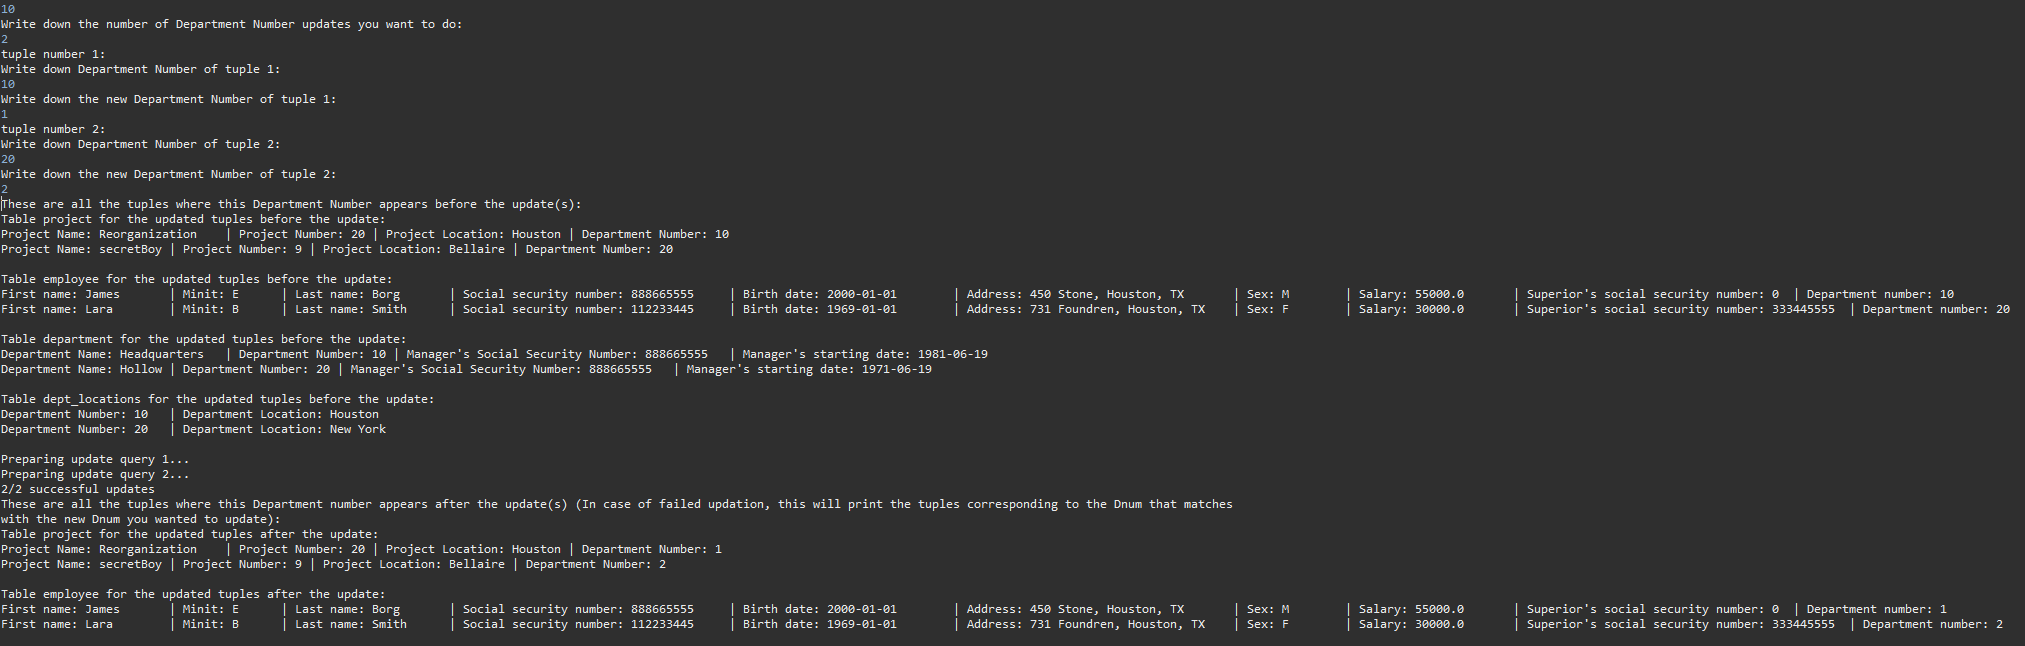 10
Write down the number of Department Number updates you want to do:
2
tuple number 1:
Write down Department Number of tuple 1:
10
Write down the new Department Number of tuple 1:
1
tuple number 2:
Write down Department Number of tuple 2:
20
Write down the new Department Number of tuple 2:
2
These are all the tuples where this Department Number appears before the update(s):
Table project for the updated tuples before the update:
Project Name: Reorganization    | Project Number: 20 | Project Location: Houston | Department Number: 10
Project Name: secretBoy | Project Number: 9 | Project Location: Bellaire | Department Number: 20

Table employee for the updated tuples before the update:
First name: James       | Minit: E      | Last name: Borg       | Social security number: 888665555     | Birth date: 2000-01-01        | Address: 450 Stone, Houston, TX       | Sex: M        | Salary: 55000.0       | Superior's social security number: 0  | Department number: 10
First name: Lara        | Minit: B      | Last name: Smith      | Social security number: 112233445     | Birth date: 1969-01-01        | Address: 731 Foundren, Houston, TX    | Sex: F        | Salary: 30000.0       | Superior's social security number: 333445555  | Department number: 20

Table department for the updated tuples before the update:
Department Name: Headquarters   | Department Number: 10 | Manager's Social Security Number: 888665555   | Manager's starting date: 1981-06-19
Department Name: Hollow | Department Number: 20 | Manager's Social Security Number: 888665555   | Manager's starting date: 1971-06-19

Table dept_locations for the updated tuples before the update:
Department Number: 10   | Department Location: Houston
Department Number: 20   | Department Location: New York

Preparing update query 1...
Preparing update query 2...
2/2 successful updates
These are all the tuples where this Department number appears after the update(s) (In case of failed updation, this will print the tuples corresponding to the Dnum that matches
with the new Dnum you wanted to update):
Table project for the updated tuples after the update:
Project Name: Reorganization    | Project Number: 20 | Project Location: Houston | Department Number: 1
Project Name: secretBoy | Project Number: 9 | Project Location: Bellaire | Department Number: 2

Table employee for the updated tuples after the update:
First name: James       | Minit: E      | Last name: Borg       | Social security number: 888665555     | Birth date: 2000-01-01        | Address: 450 Stone, Houston, TX       | Sex: M        | Salary: 55000.0       | Superior's social security number: 0  | Department number: 1
First name: Lara        | Minit: B      | Last name: Smith      | Social security number: 112233445     | Birth date: 1969-01-01        | Address: 731 Foundren, Houston, TX    | Sex: F        | Salary: 30000.0       | Superior's social security number: 333445555  | Department number: 2